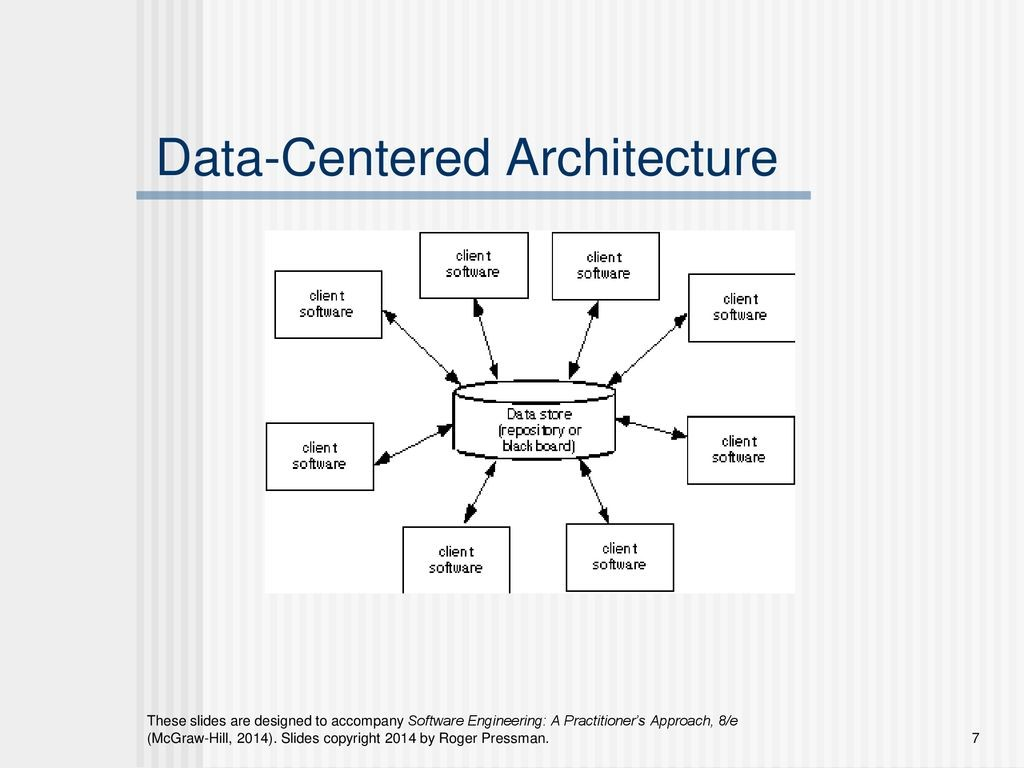 Data-Centered Architecture
client
software
client
software
client
software
client
software
Data store
(repository or
blackboard)
client
software
client
software
client
software
client
software
These slides are designed to accompany Software Engineering: A Practitioner’s Approach, 8/e
(McGraw-Hill, 2014). Slides copyright 2014 by Roger Pressman.
7